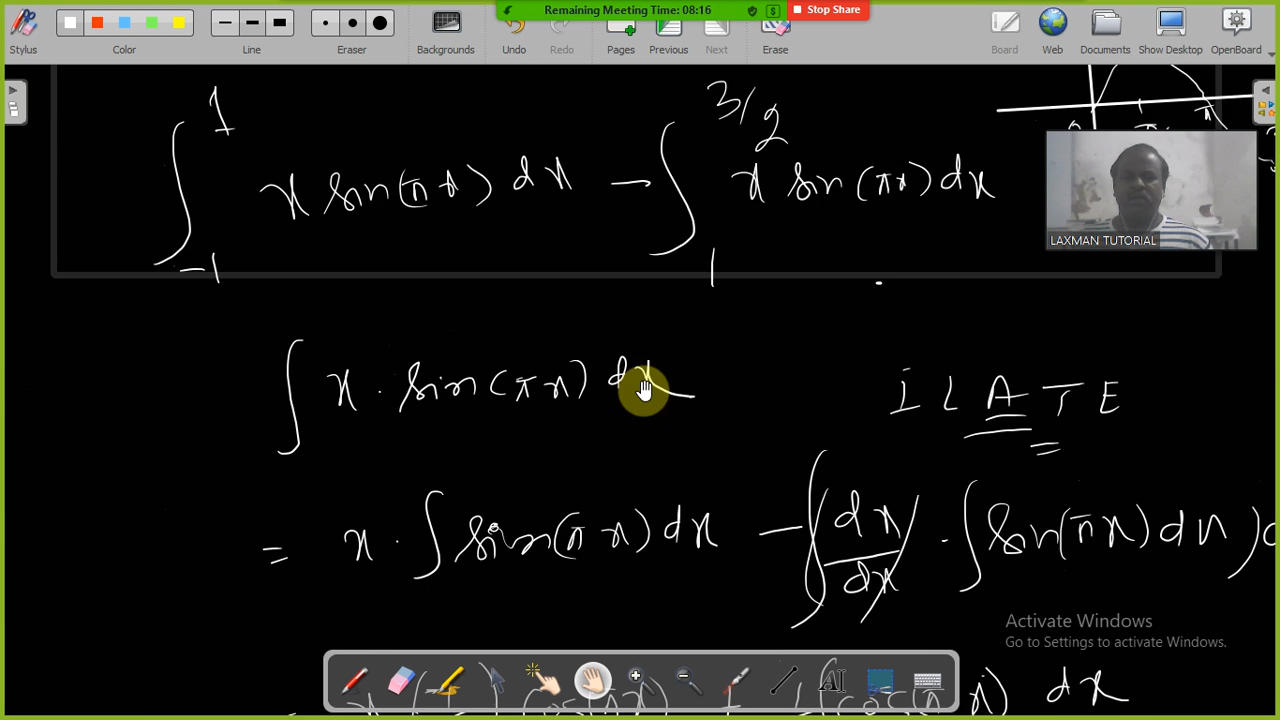 Remaining Meeting Time: 08:16 Stop Share
Stylus Color Line Eraser Backgrounds Undo Redo Pages Previous Next Erase Board Web Documents Show Desktop OpenBoard
∫_{-1}^{1} x sin(πx) dx - ∫_{1}^{3/2} x sin(πx) dx
LAXMAN TUTORIAL
∫ x · sin(πx) dx I L A T E
= x · ∫ sin(πx) dx - ∫(dx/dx · ∫ sin(πx) dx)
Activate Windows
Go to Settings to activate Windows.
dx